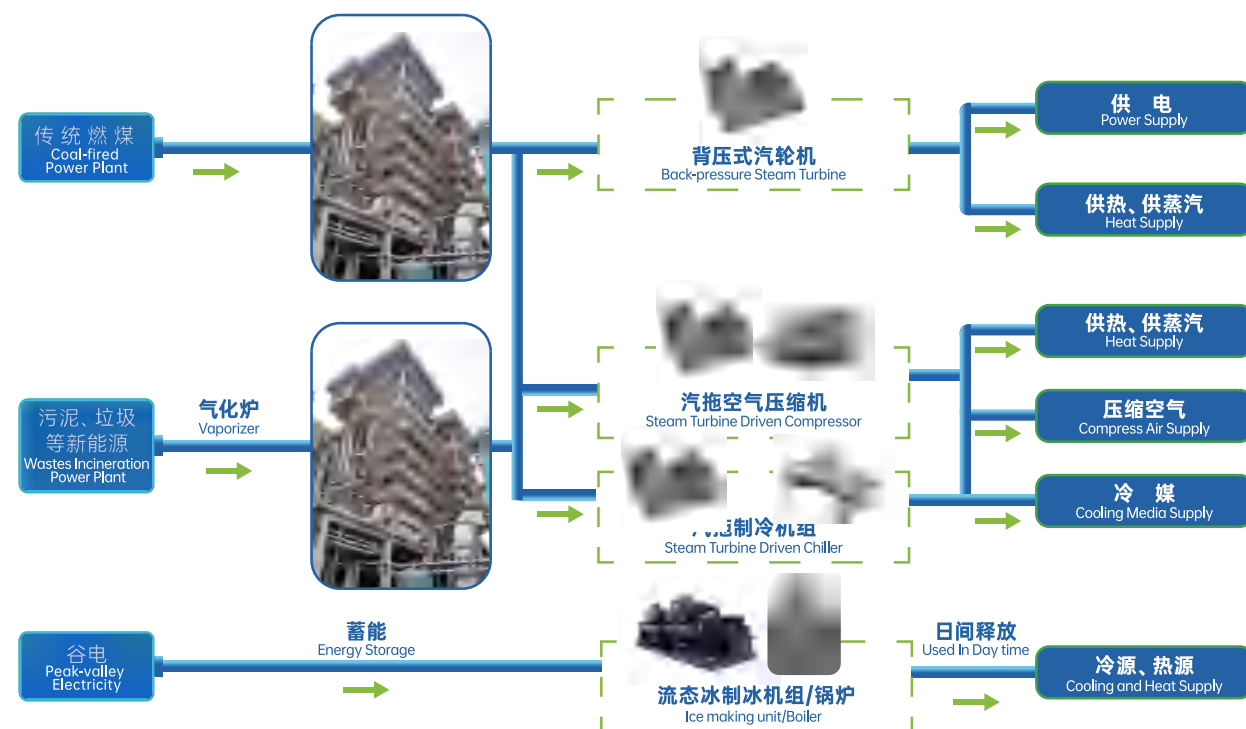 传统燃煤
Coal-fired
Power Plant
背压式汽轮机
Back-pressure Steam Turbine
供 电
Power Supply
供热、供蒸汽
Heat Supply
污泥、垃圾
等新能源
Wastes Incineration
Power Plant
气化炉
Vaporizer
汽拖空气压缩机
Steam Turbine Driven Compressor
汽拖制冷机组
Steam Turbine Driven Chiller
供热、供蒸汽
Heat Supply
压缩空气
Compress Air Supply
冷 媒
Cooling Media Supply
谷电
Peak-valley
Electricity
蓄能
Energy Storage
流态冰制冰机组/锅炉
Ice making unit/Boiler
日间释放
Used In Day time
冷源、热源
Cooling and Heat Supply